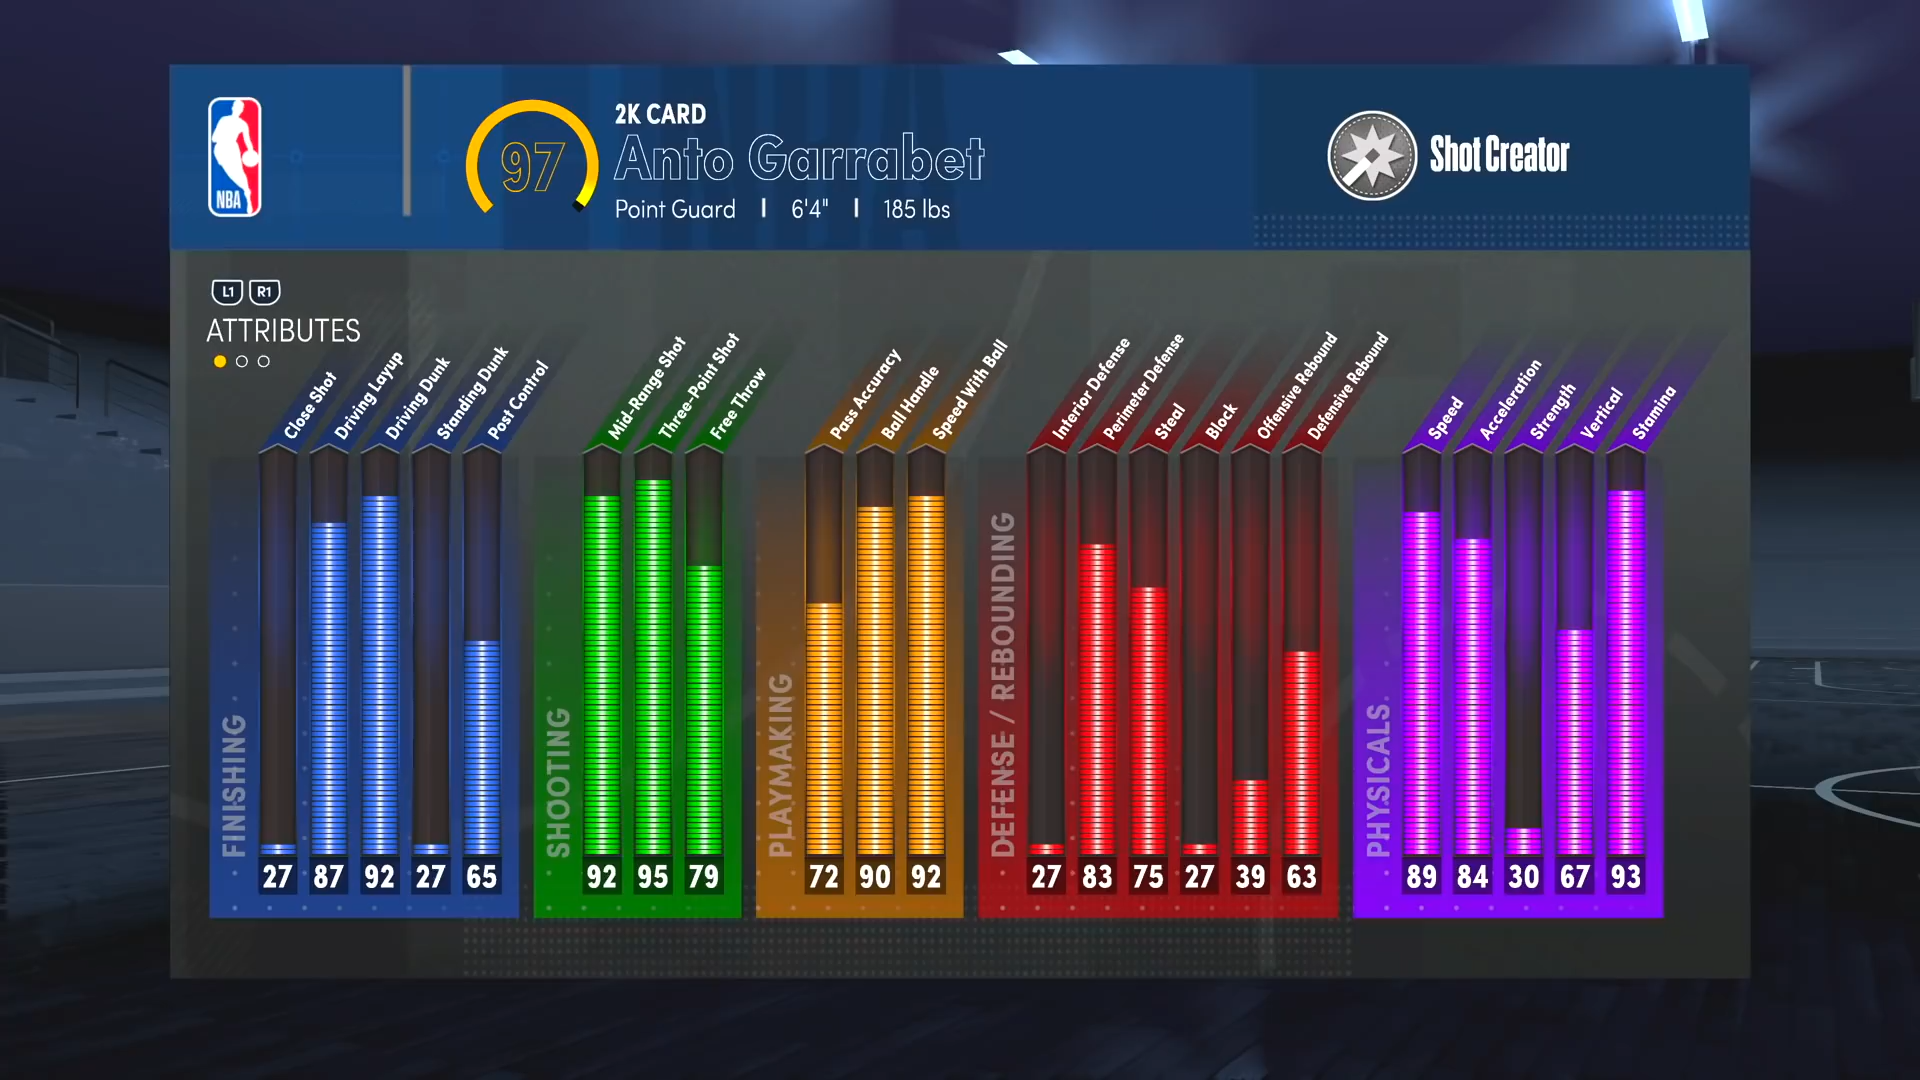 NBA
97
2K CARD
Anto Garrabet
Point Guard | 6'4" | 185 lbs
Shot Creator
L1 R1
ATTRIBUTES
Close Shot
Driving Layup
Driving Dunk
Standing Dunk
Post Control
Mid-Range Shot
Three-Point Shot
Free Throw
Pass Accuracy
Ball Handle
Speed With Ball
Interior Defense
Perimeter Defense
Steal
Block
Offensive Rebound
Defensive Rebound
Speed
Acceleration
Strength
Vertical
Stamina
FINISHING
SHOOTING
PLAYMAKING
DEFENSE / REBOUNDING
PHYSICALS
27 87 92 27 65 92 95 79 72 90 92 27 83 75 27 39 63 89 84 30 67 93